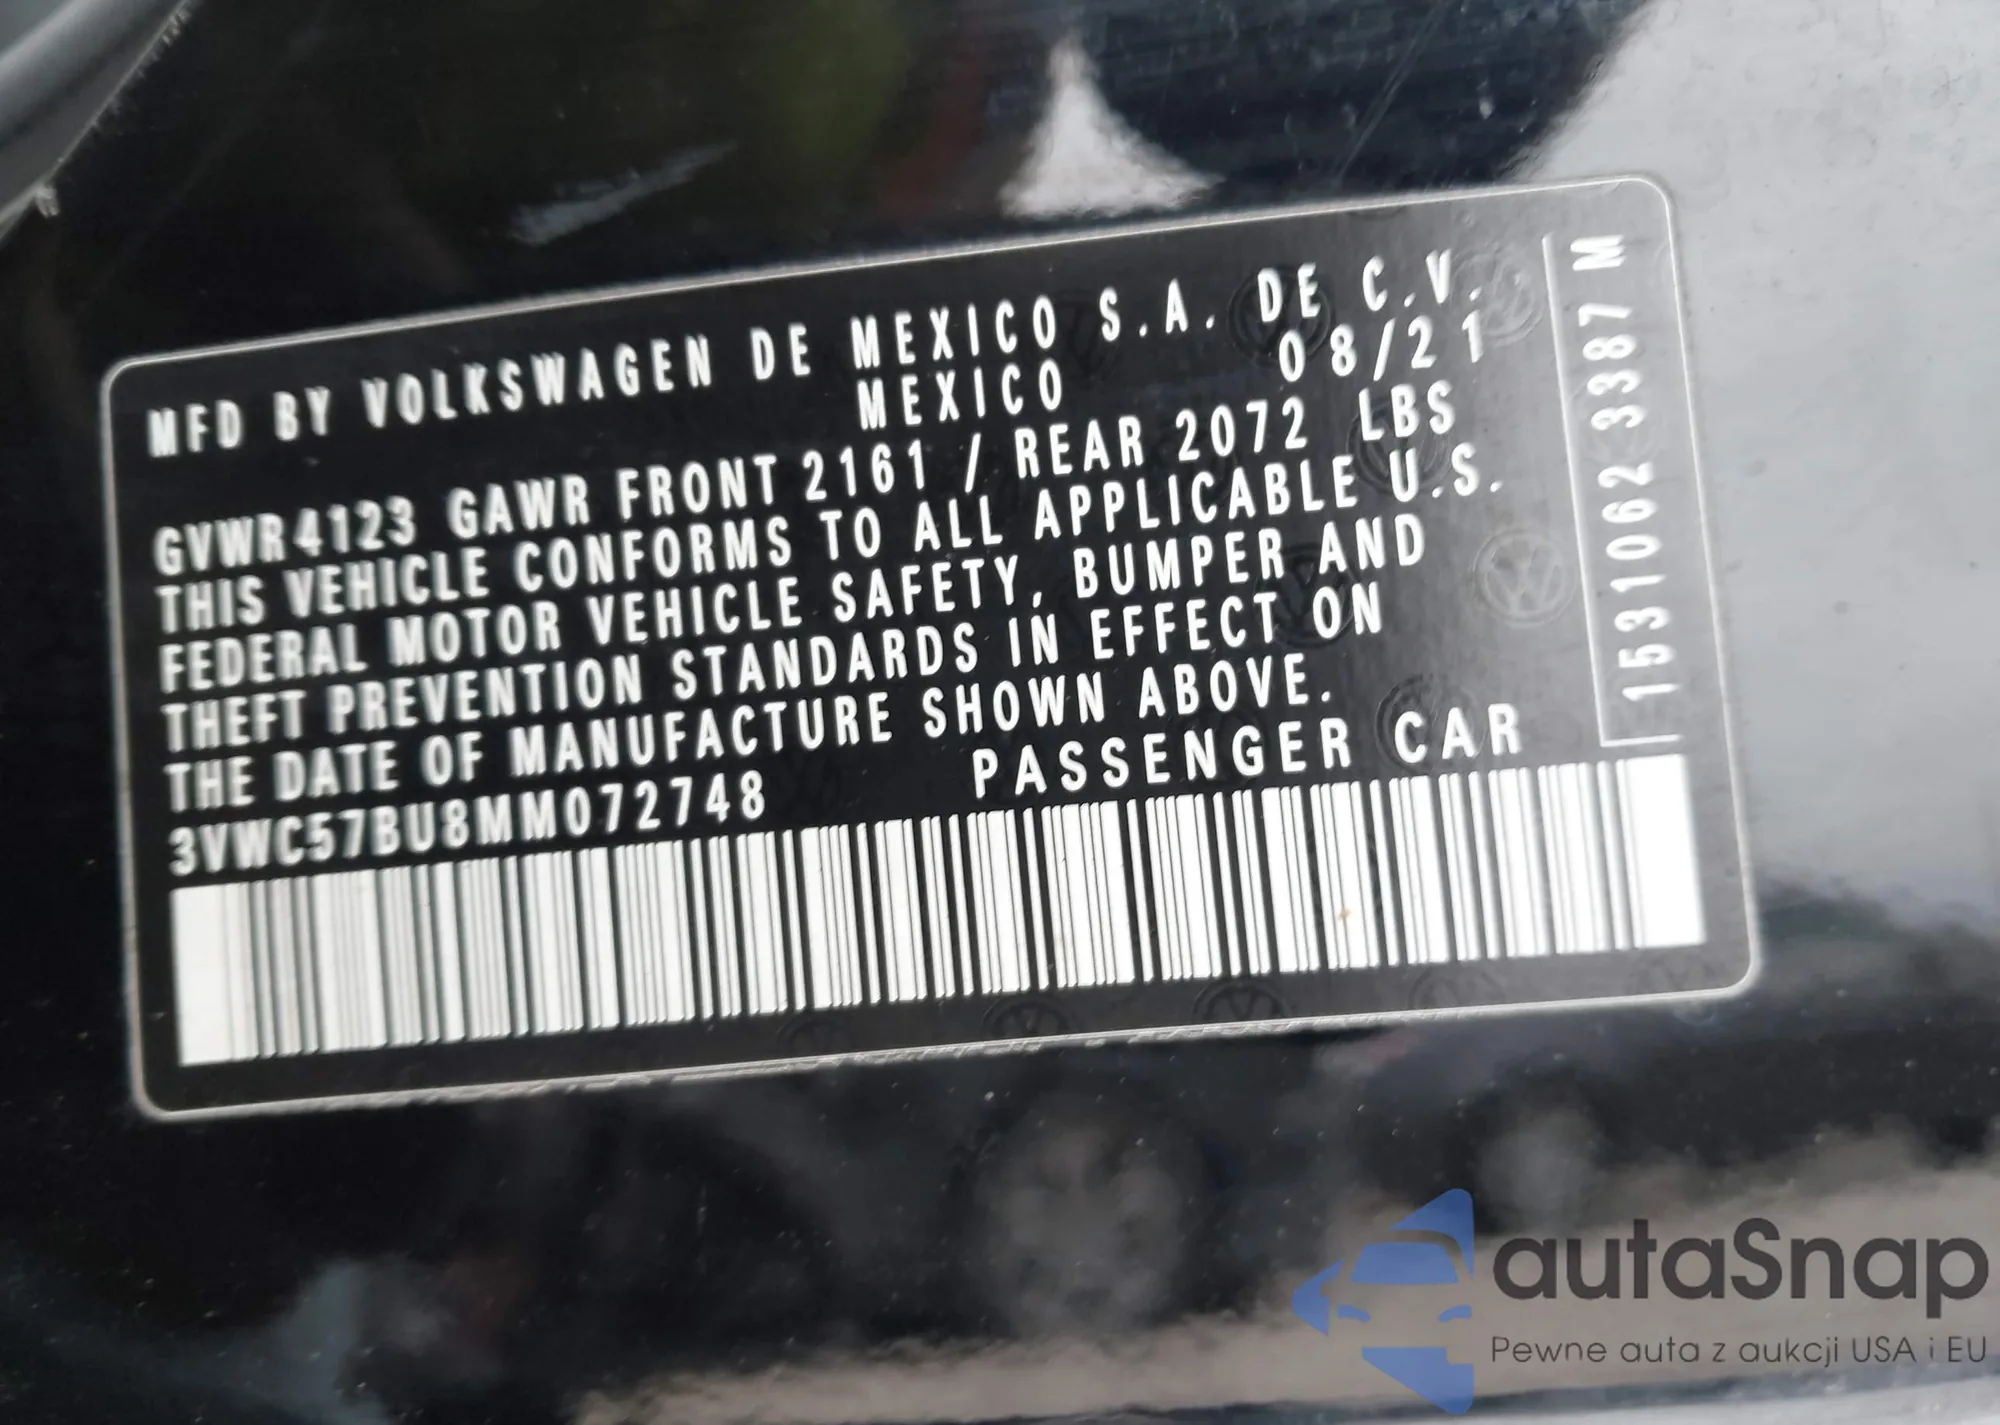 MFD BY VOLKSWAGEN DE MEXICO S.A. DE C.V.
MEXICO 08/21
GVWR4123 GAWR FRONT 2161 / REAR 2072 LBS
THIS VEHICLE CONFORMS TO ALL APPLICABLE U.S.
FEDERAL MOTOR VEHICLE SAFETY, BUMPER AND
THEFT PREVENTION STANDARDS IN EFFECT ON
THE DATE OF MANUFACTURE SHOWN ABOVE.
3VWC57BU8MM072748 PASSENGER CAR
1531062 3387 M
autaSnap
Pewne auta z aukcji USA i EU